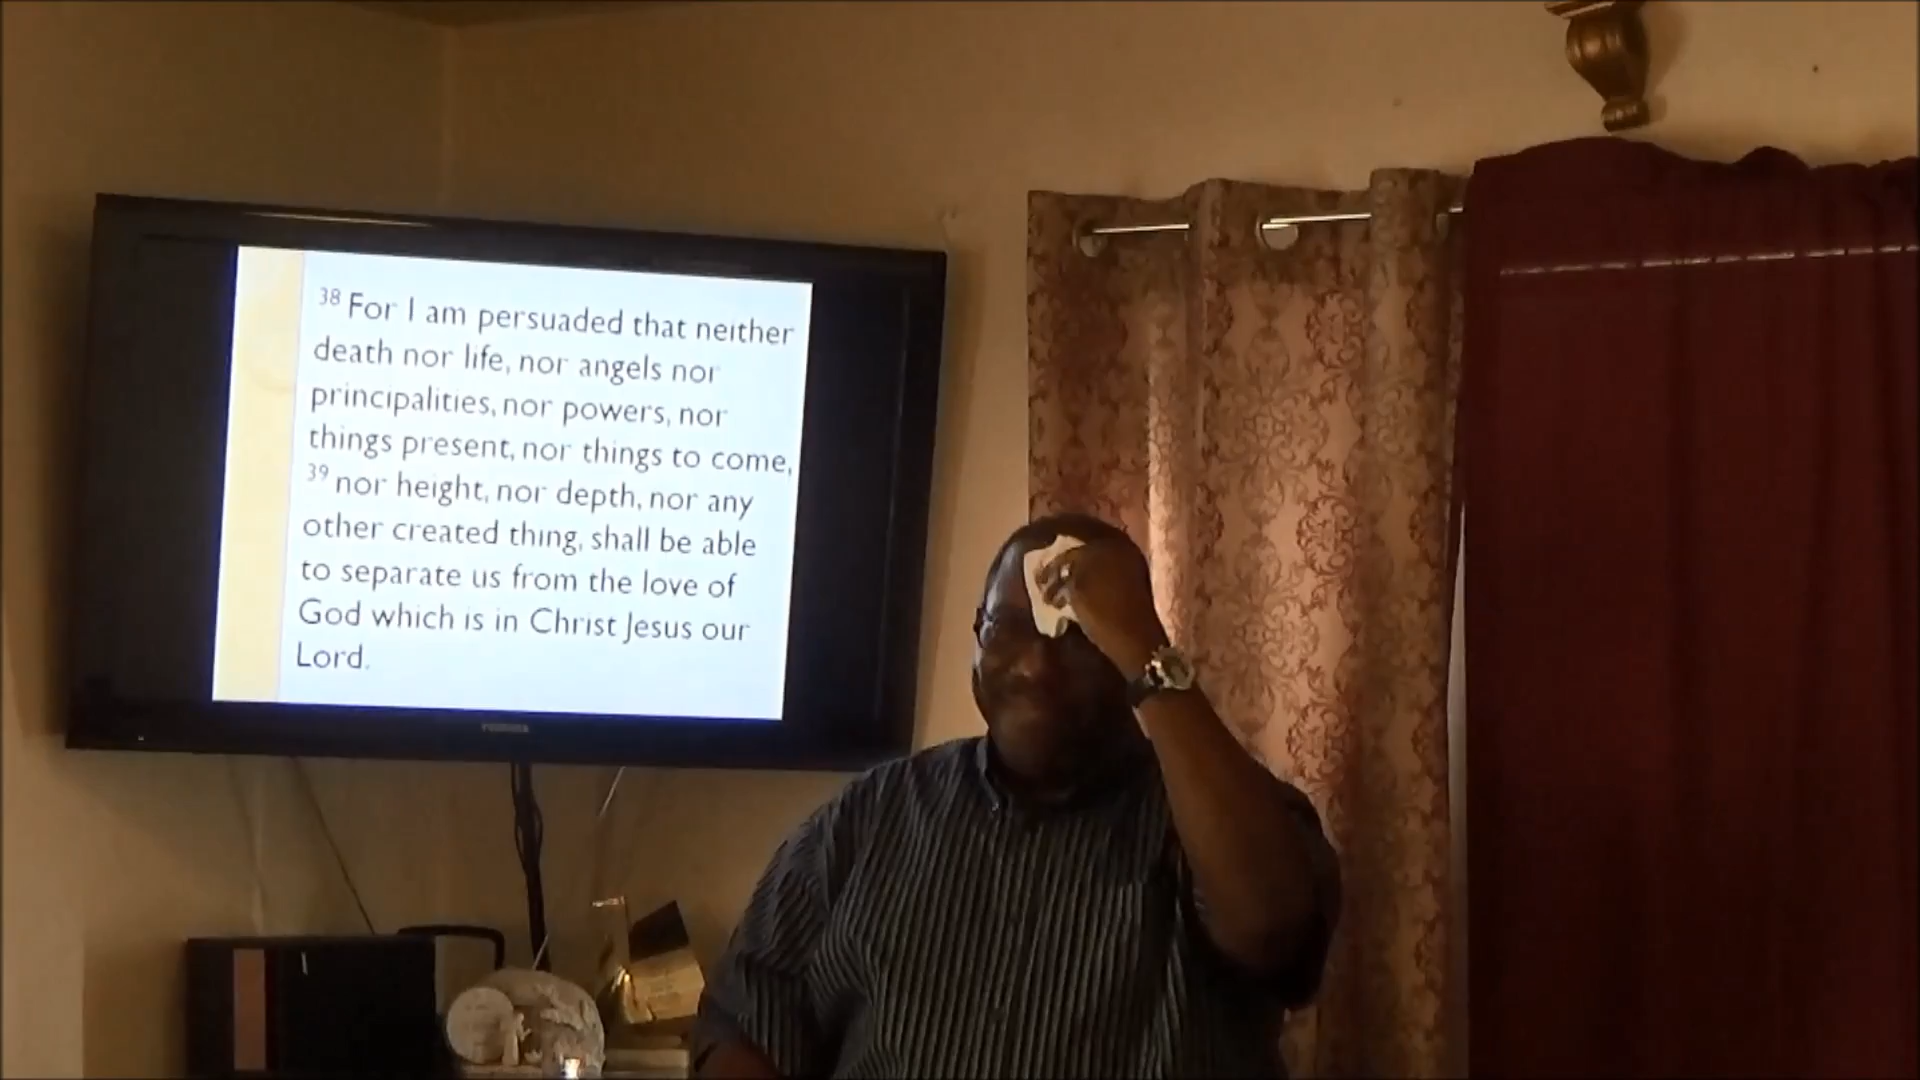 38 For I am persuaded that neither
death nor life, nor angels nor
principalities, nor powers, nor
things present, nor things to come,
39 nor height, nor depth, nor any
other created thing, shall be able
to separate us from the love of
God which is in Christ Jesus our
Lord.
TOSHIBA